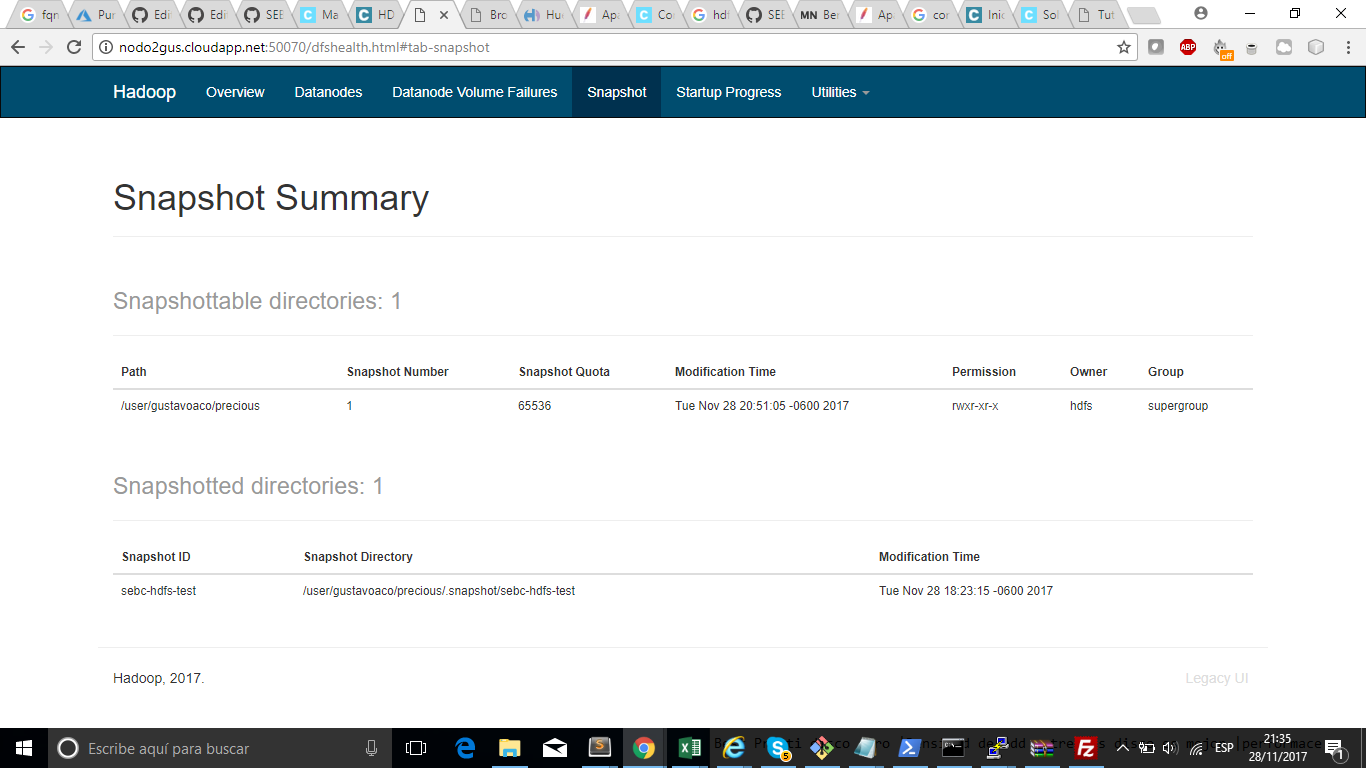 fqn
Pur
Edi
Edi
SEE
Ma
HD
Bro
Hu
Apa
Co
hdf
SEE
MN Ber
Ap
cor
Inic
Sol
Tut
nodo2gus.cloudapp.net:50070/dfshealth.html#tab-snapshot
ABP
off
Hadoop Overview Datanodes Datanode Volume Failures Snapshot Startup Progress Utilities
Snapshot Summary
Snapshottable directories: 1
Path Snapshot Number Snapshot Quota Modification Time Permission Owner Group
/user/gustavoaco/precious 1 65536 Tue Nov 28 20:51:05 -0600 2017 rwxr-xr-x hdfs supergroup
Snapshotted directories: 1
Snapshot ID Snapshot Directory Modification Time
sebc-hdfs-test /user/gustavoaco/precious/.snapshot/sebc-hdfs-test Tue Nov 28 18:23:15 -0600 2017
Hadoop, 2017. Legacy UI
Escribe aquí para buscar
ESP
21:35
28/11/2017